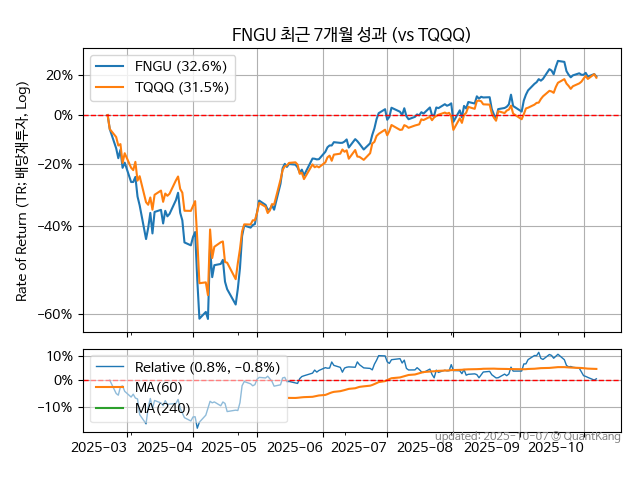 FNGU 최근 7개월 성과 (vs TQQQ)
FNGU (32.6%)
TQQQ (31.5%)
20%
0%
−20%
−40%
−60%
Rate of Return (TR; 배당재투자, Log)
Relative (0.8%, −0.8%)
MA(60)
MA(240)
10%
0%
−10%
2025−03 2025−04 2025−05 2025−06 2025−07 2025−08 2025−09 2025−10
updated: 2025-10-07 © QuantKang